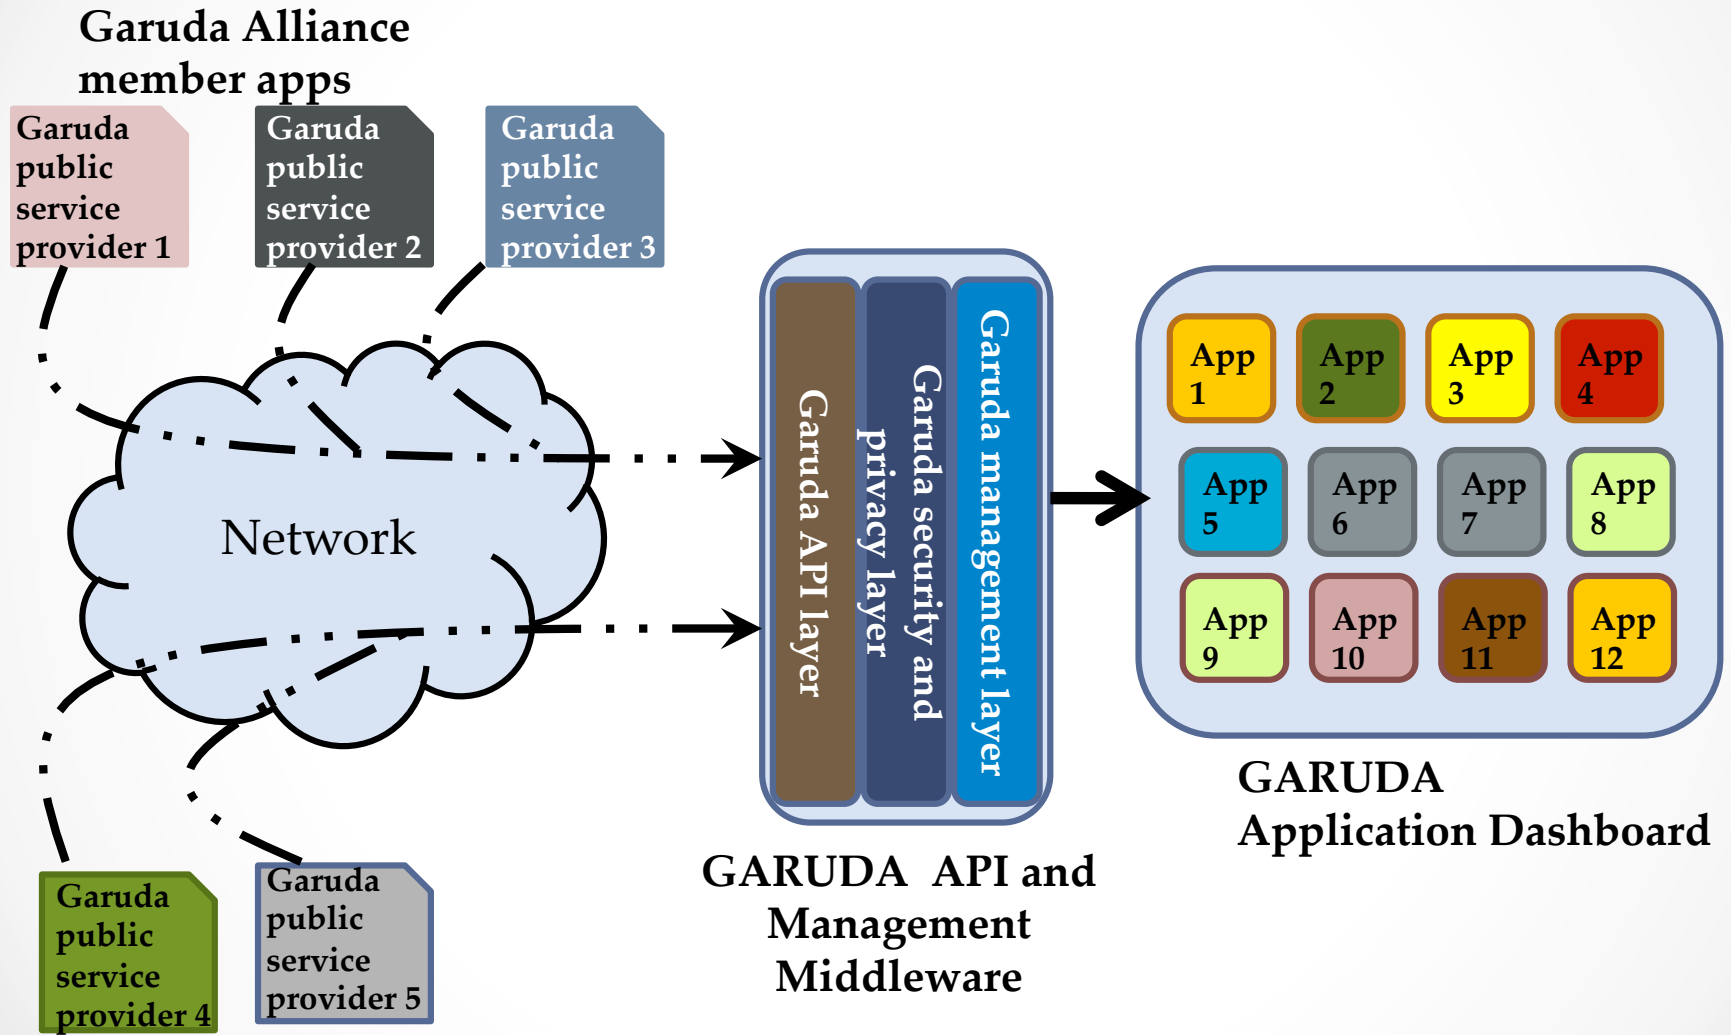 Garuda Alliance
member apps
Garuda
public
service
provider 1
Garuda
public
service
provider 2
Garuda
public
service
provider 3
Network
Garuda
public
service
provider 4
Garuda
public
service
provider 5
Garuda API layer
Garuda security and
privacy layer
Garuda management layer
GARUDA API and
Management
Middleware
App
1
App
2
App
3
App
4
App
5
App
6
App
7
App
8
App
9
App
10
App
11
App
12
GARUDA
Application Dashboard